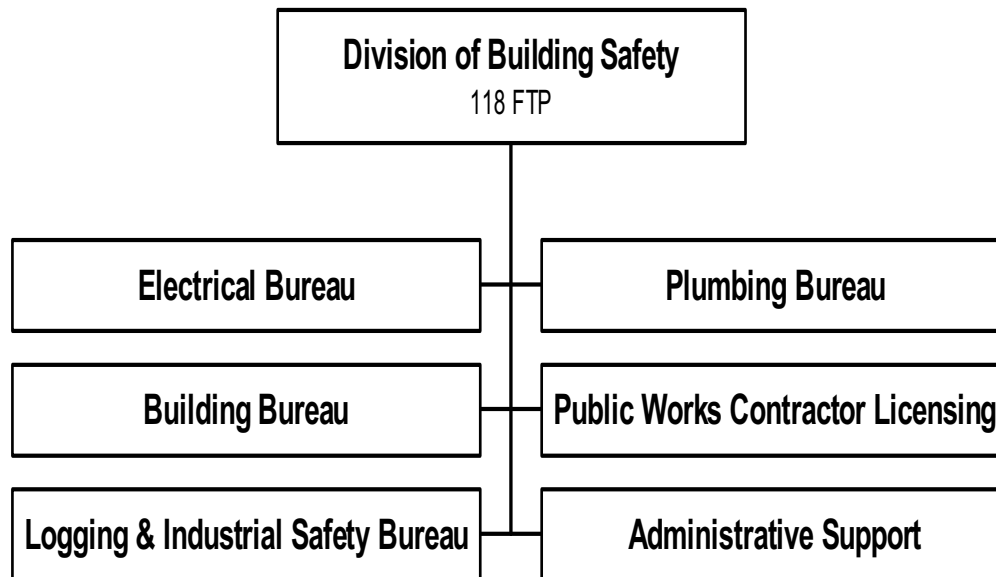 Division of Building Safety
118 FTP
Electrical Bureau
Plumbing Bureau
Building Bureau
Public Works Contractor Licensing
Logging & Industrial Safety Bureau
Administrative Support